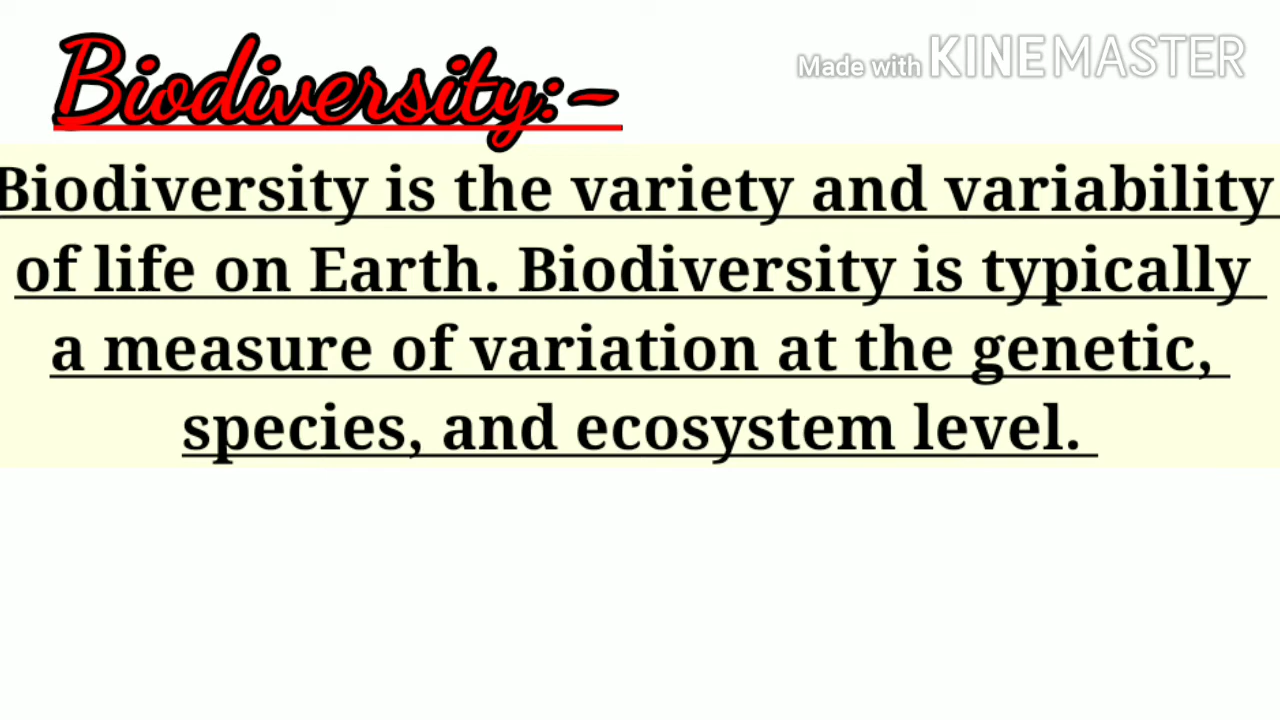 Biodiversity:-
Made with KINEMASTER
Biodiversity is the variety and variability
of life on Earth. Biodiversity is typically
a measure of variation at the genetic,
species, and ecosystem level.